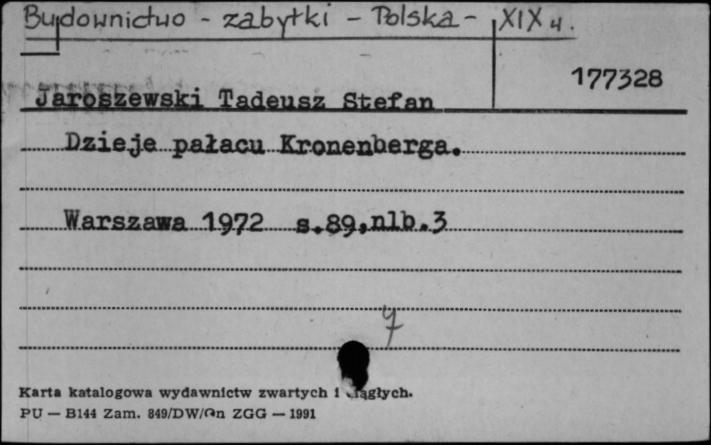 Budownictwo - zabytki - Polska - XIX w.
177328
Jaroszewski Tadeusz Stefan
Dzieje pałacu Kronenberga.
Warszawa 1972 s.89,nlb.3
Karta katalogowa wydawnictw zwartych i ciągłych.
PU — B144 Zam. 849/DW/On ZGG — 1991